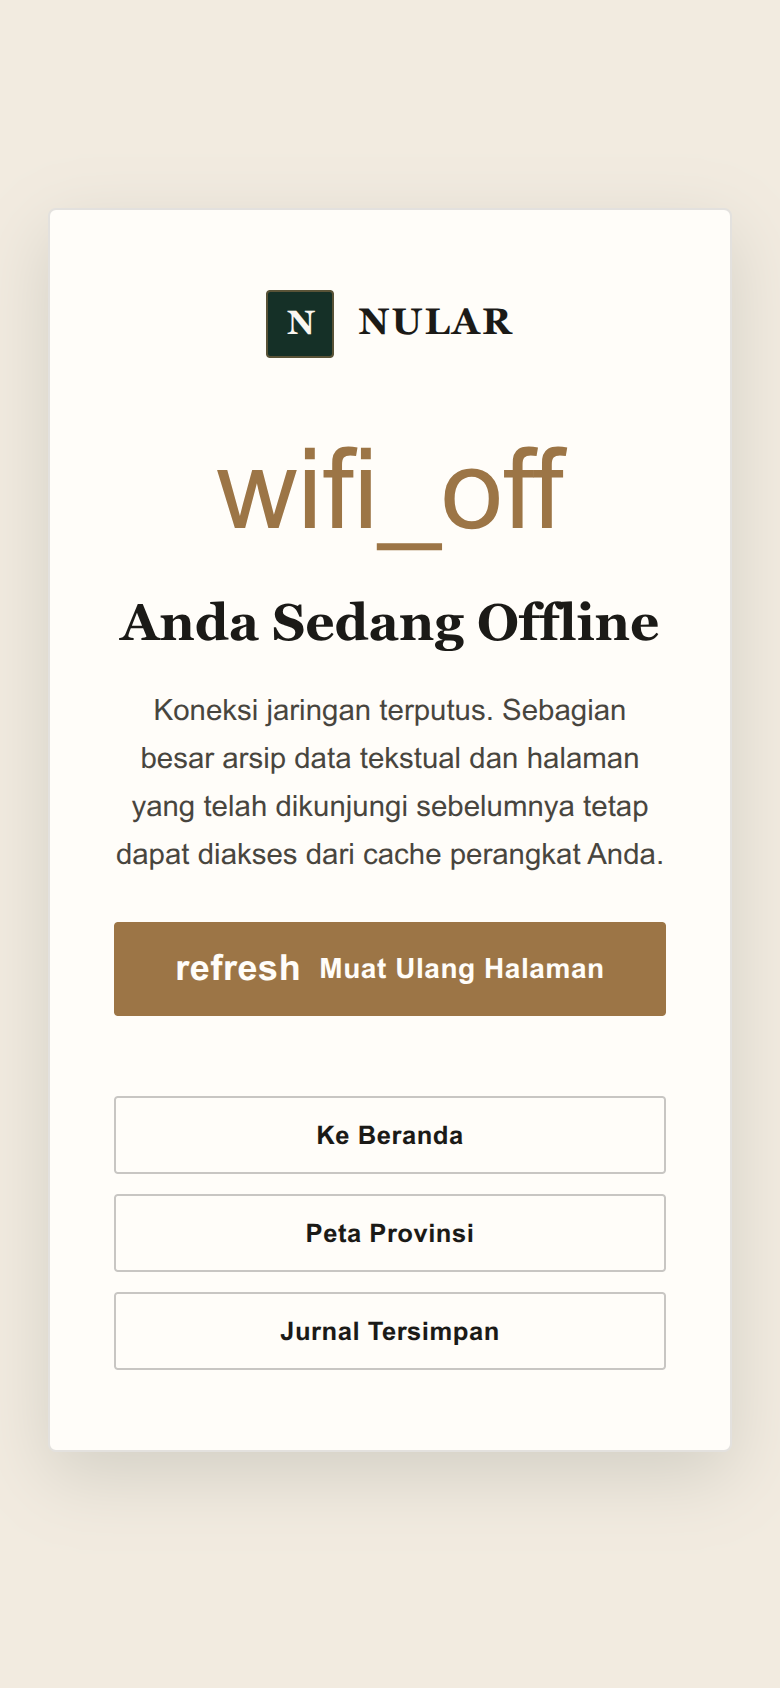 N NULAR
wifi_off
Anda Sedang Offline
Koneksi jaringan terputus. Sebagian
besar arsip data tekstual dan halaman
yang telah dikunjungi sebelumnya tetap
dapat diakses dari cache perangkat Anda.
refresh Muat Ulang Halaman
Ke Beranda
Peta Provinsi
Jurnal Tersimpan